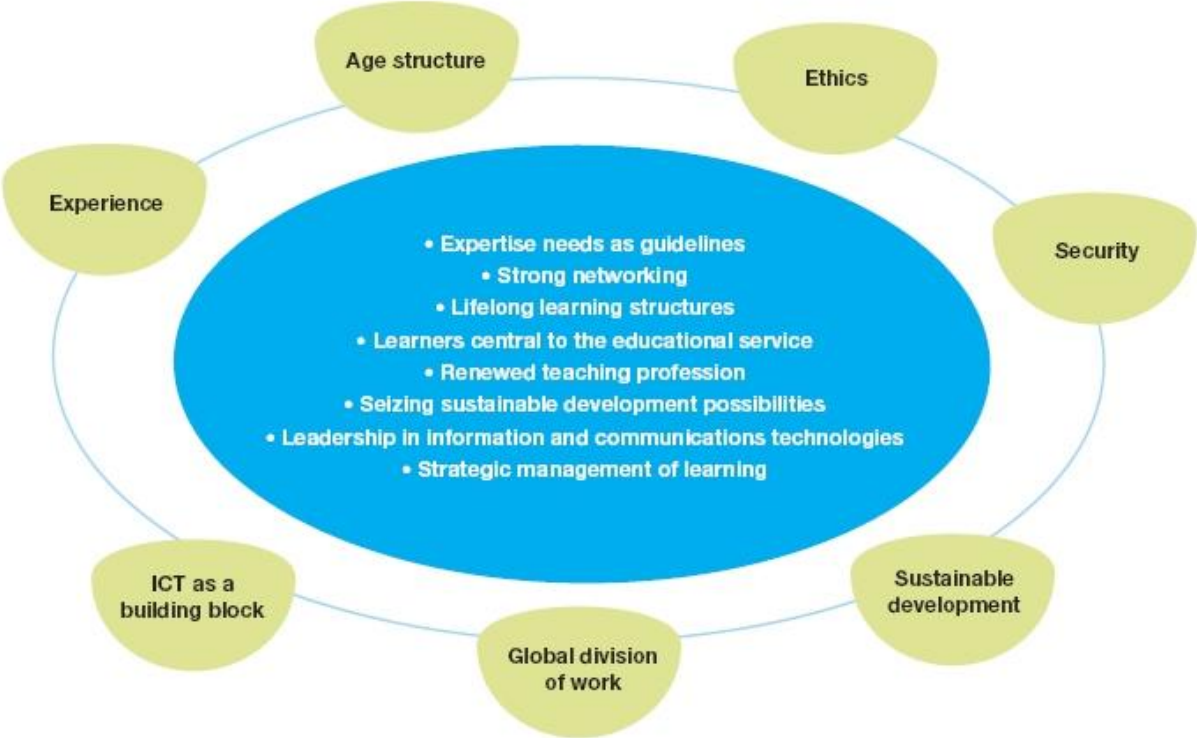 Age structure
Ethics
Experience
Security
• Expertise needs as guidelines
• Strong networking
• Lifelong learning structures
• Learners central to the educational service
• Renewed teaching profession
• Seizing sustainable development possibilities
• Leadership in information and communications technologies
• Strategic management of learning
ICT as a
building block
Sustainable
development
Global division
of work